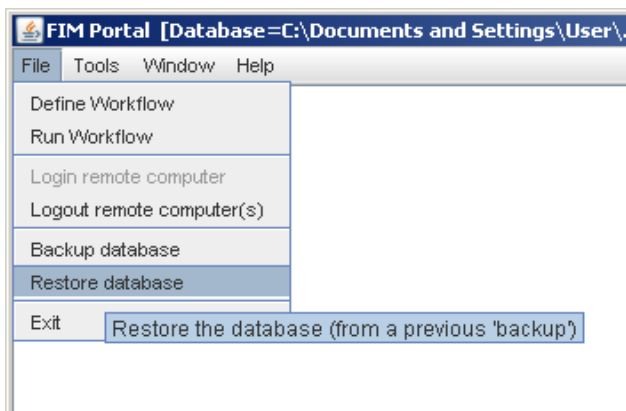 FIM Portal [Database=C:\Documents and Settings\User\.
File Tools Window Help
Define Workflow
Run Workflow
Login remote computer
Logout remote computer(s)
Backup database
Restore database
Exit
Restore the database (from a previous 'backup')